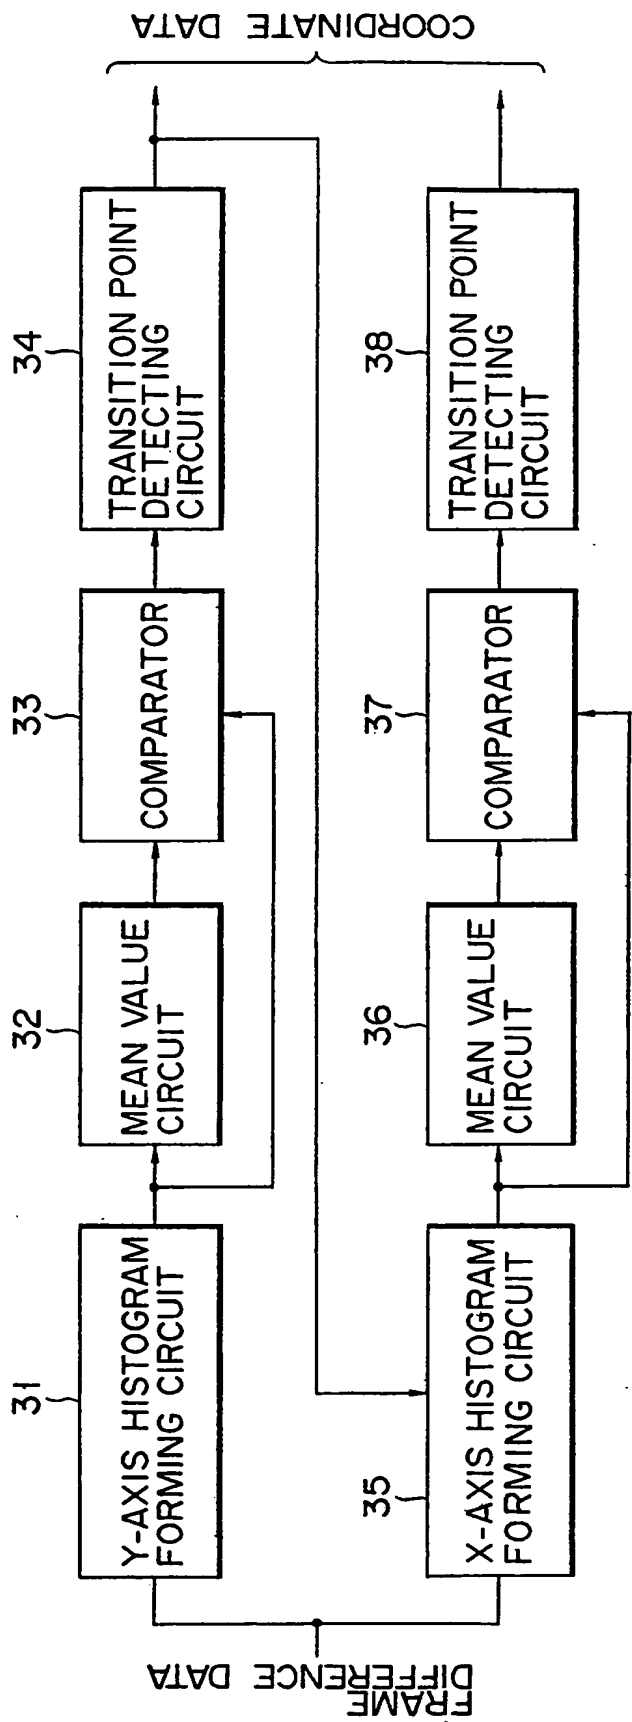 FRAME
DIFFERENCE DATA
31
Y-AXIS HISTOGRAM
FORMING CIRCUIT
32
MEAN VALUE
CIRCUIT
33
COMPARATOR
34
TRANSITION POINT
DETECTING
CIRCUIT
35
X-AXIS HISTOGRAM
FORMING CIRCUIT
36
MEAN VALUE
CIRCUIT
37
COMPARATOR
38
TRANSITION POINT
DETECTING
CIRCUIT
COORDINATE DATA